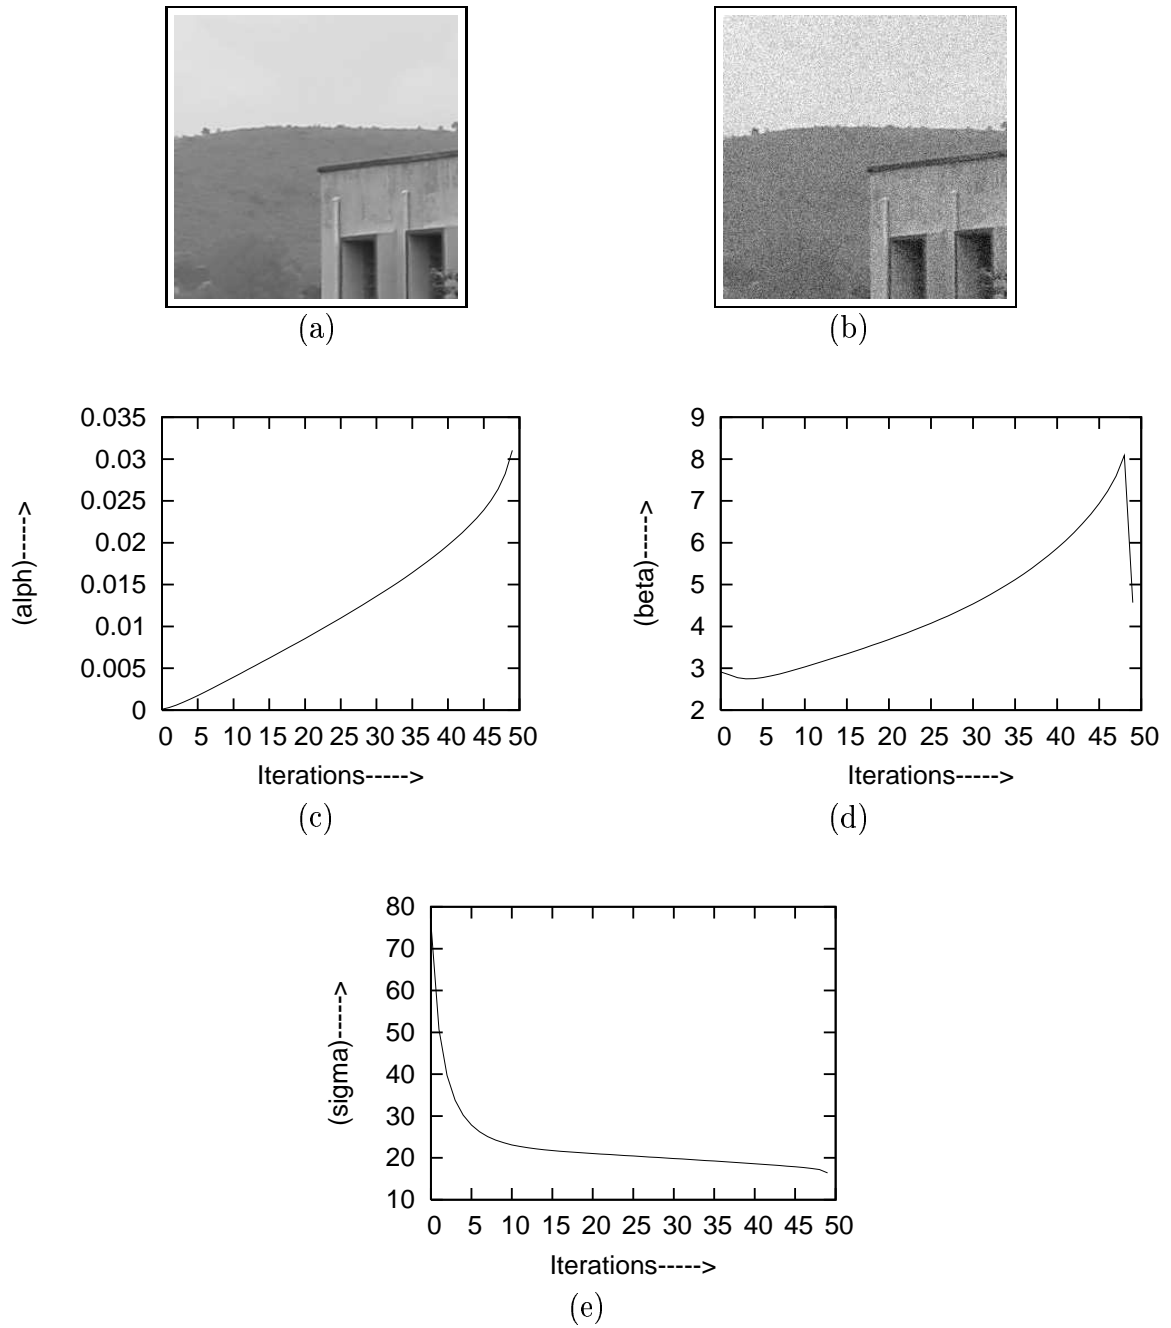 (a)
(b)
0.035
0.03
0.025
0.02
0.015
0.01
0.005
0
(alph)----->
0 5 10 15 20 25 30 35 40 45 50
Iterations----->
(c)
9
8
7
6
5
4
3
2
(beta)----->
0 5 10 15 20 25 30 35 40 45 50
Iterations----->
(d)
80
70
60
50
40
30
20
10
(sigma)----->
0 5 10 15 20 25 30 35 40 45 50
Iterations----->
(e)